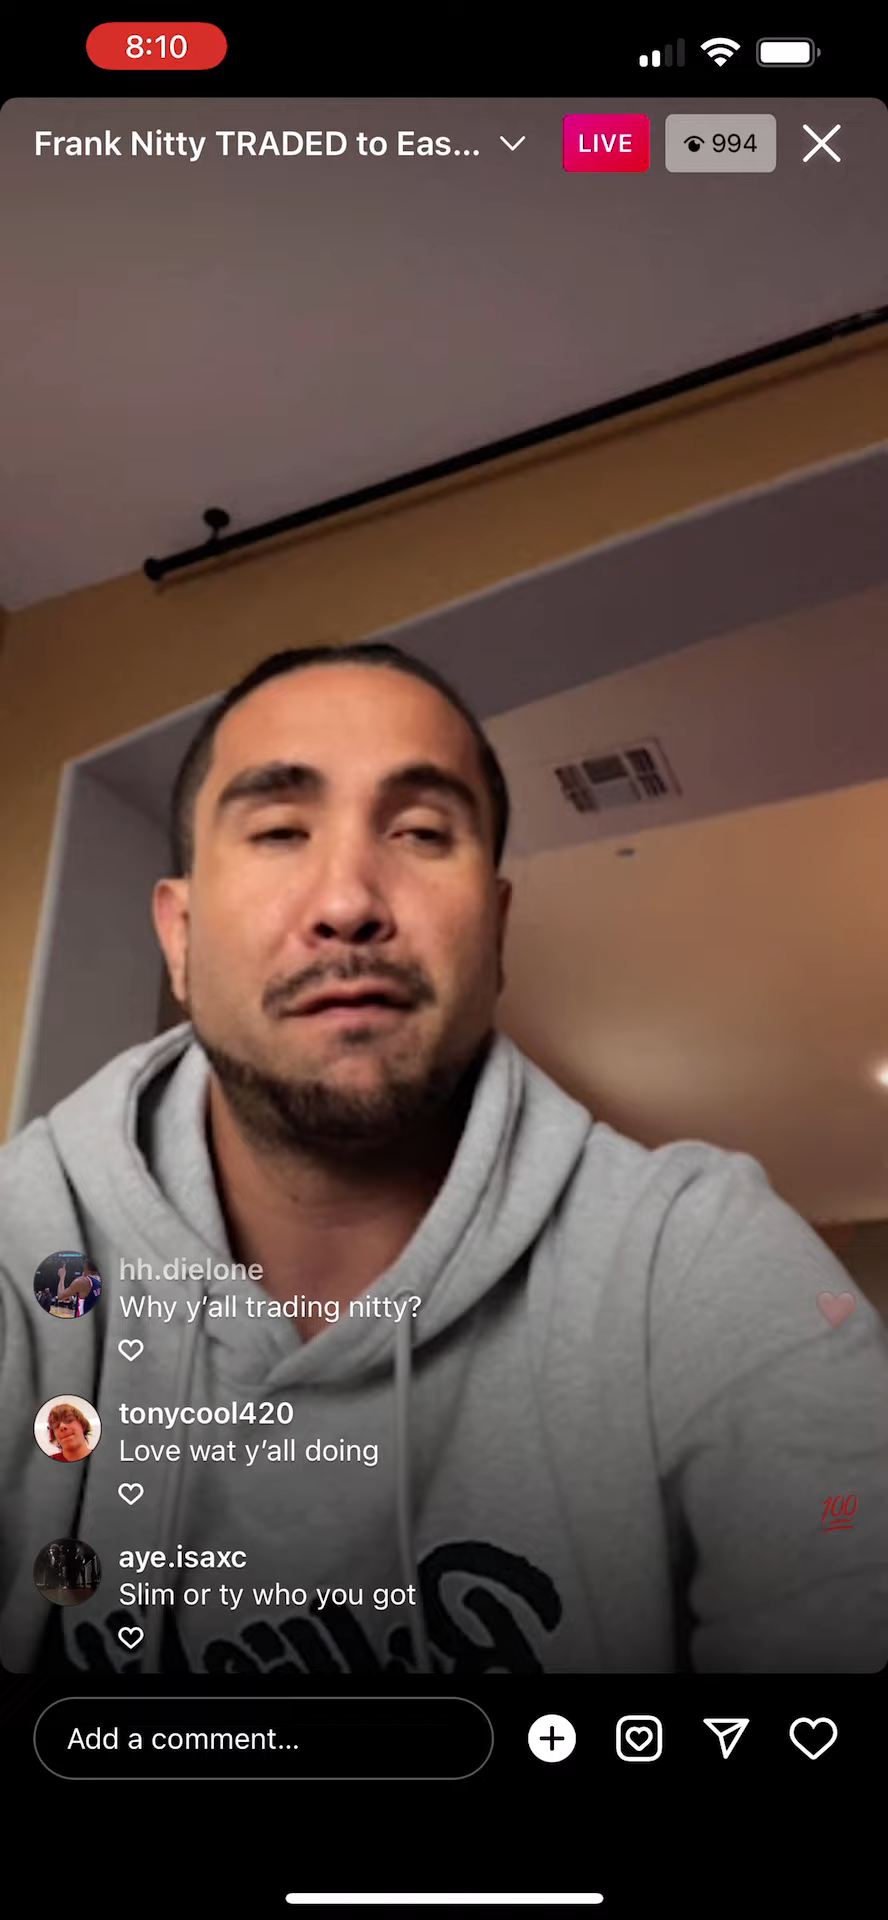 8:10
Frank Nitty TRADED to Eas...
LIVE
994
hh.dielone
Why y’all trading nitty?
tonycool420
Love wat y’all doing
💯
aye.isaxc
Slim or ty who you got
Add a comment...